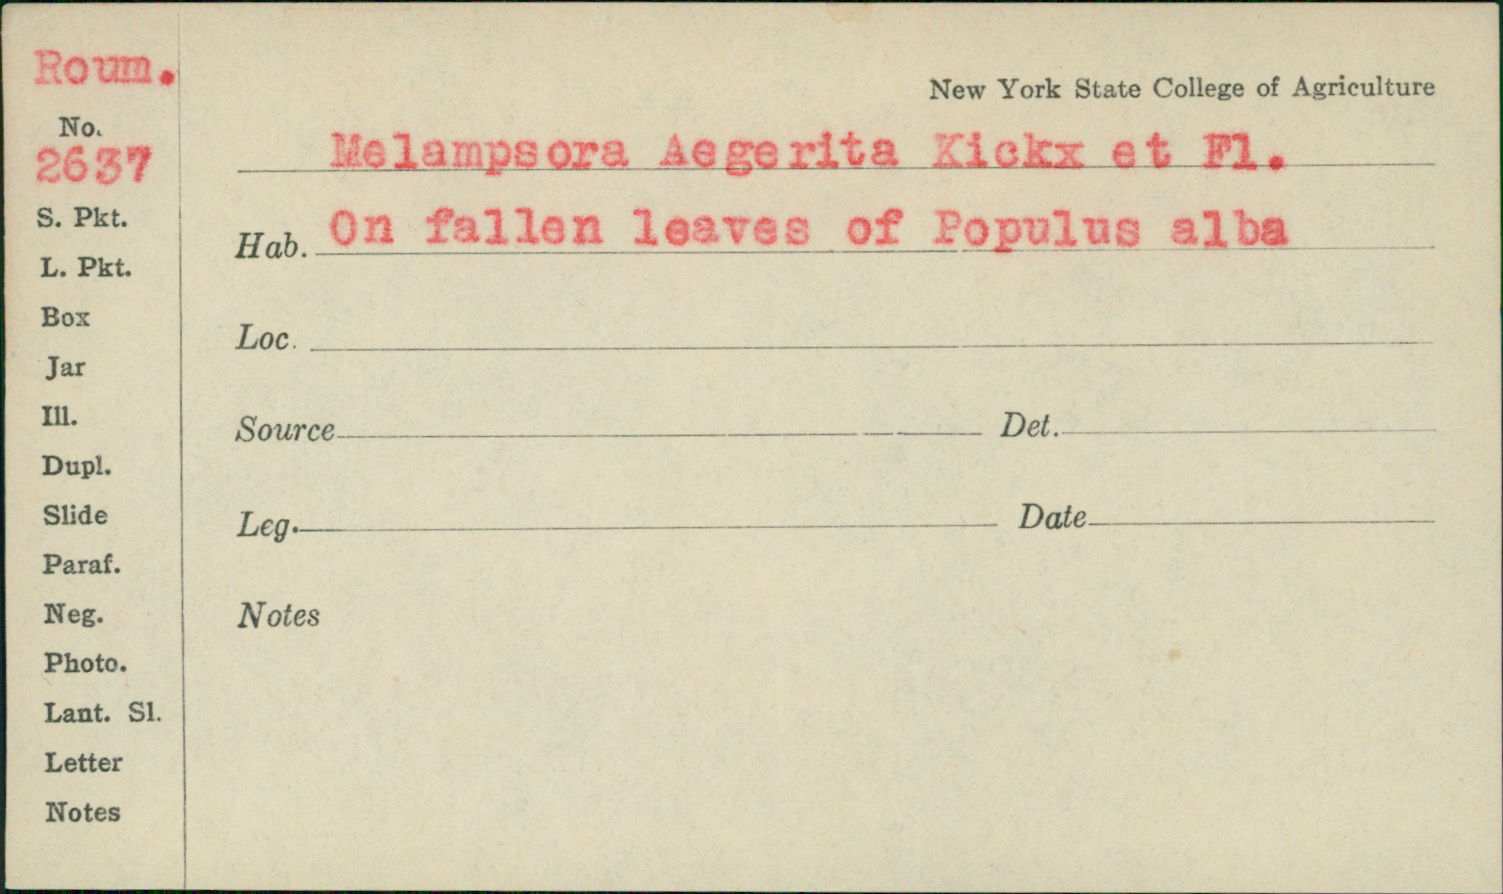 Roum.
No.
2637
S. Pkt.
L. Pkt.
Box
Jar
Ill.
Dupl.
Slide
Paraf.
Neg.
Photo.
Lant. Sl.
Letter
Notes
New York State College of Agriculture
Melampsora Aegerita Kickx et Fl.
Hab. On fallen leaves of Populus alba
Loc.
Source Det.
Leg. Date
Notes